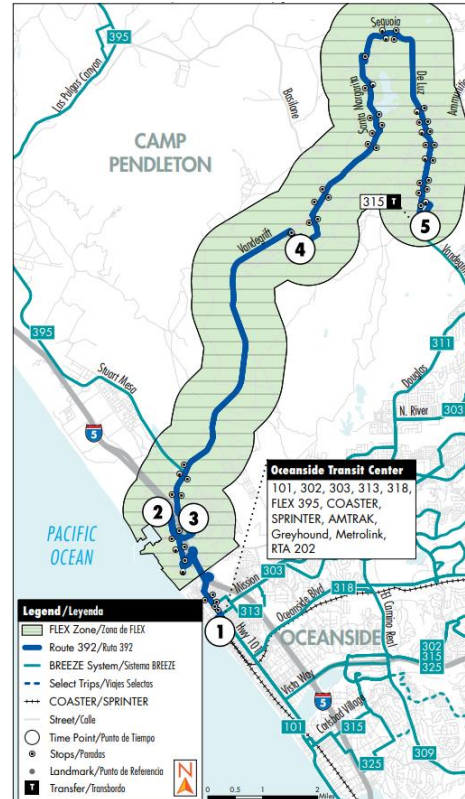 395
Las Pulgas Canyon
Basilone
Sequoia
De Luz
Santa Margarita
CAMP
PENDLETON
315 T
5
Vandegrift
4
395
Stuart Mesa
5
311
Douglas
N. River
303
2
3
PACIFIC
OCEAN
Oceanside Transit Center
101, 302, 303, 313, 318,
FLEX 395, COASTER,
SPRINTER, AMTRAK,
Greyhound, Metrolink,
RTA 202
Mission
303
313
Oceanside Blvd
318
El Camino Real
1
Hwy 101
OCEANSIDE
302
315
325
Vista Way
5
Carlsbad Village
101
315
325
309
Legend/Leyenda
FLEX Zone/Zona de FLEX
Route 392/Ruta 392
BREEZE System/Sistema BREEZE
Select Trips/Viajes Selectos
COASTER/SPRINTER
Street/Calle
Time Point/Punto de Tiempo
Stops/Paradas
Landmark/Punto de Referencia
T Transfer/Transbordo
N
0 0.5 1 2
Miles